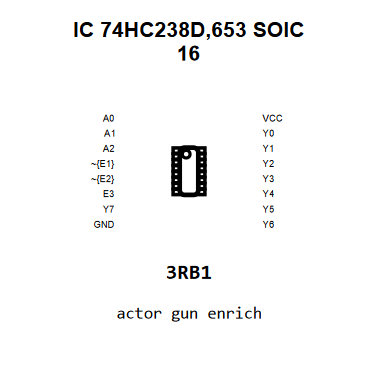 IC 74HC238D,653 SOIC
16
A0 VCC
A1 Y0
A2 Y1
~{E1} Y2
~{E2} Y3
E3 Y4
Y7 Y5
GND Y6
3RB1
actor gun enrich